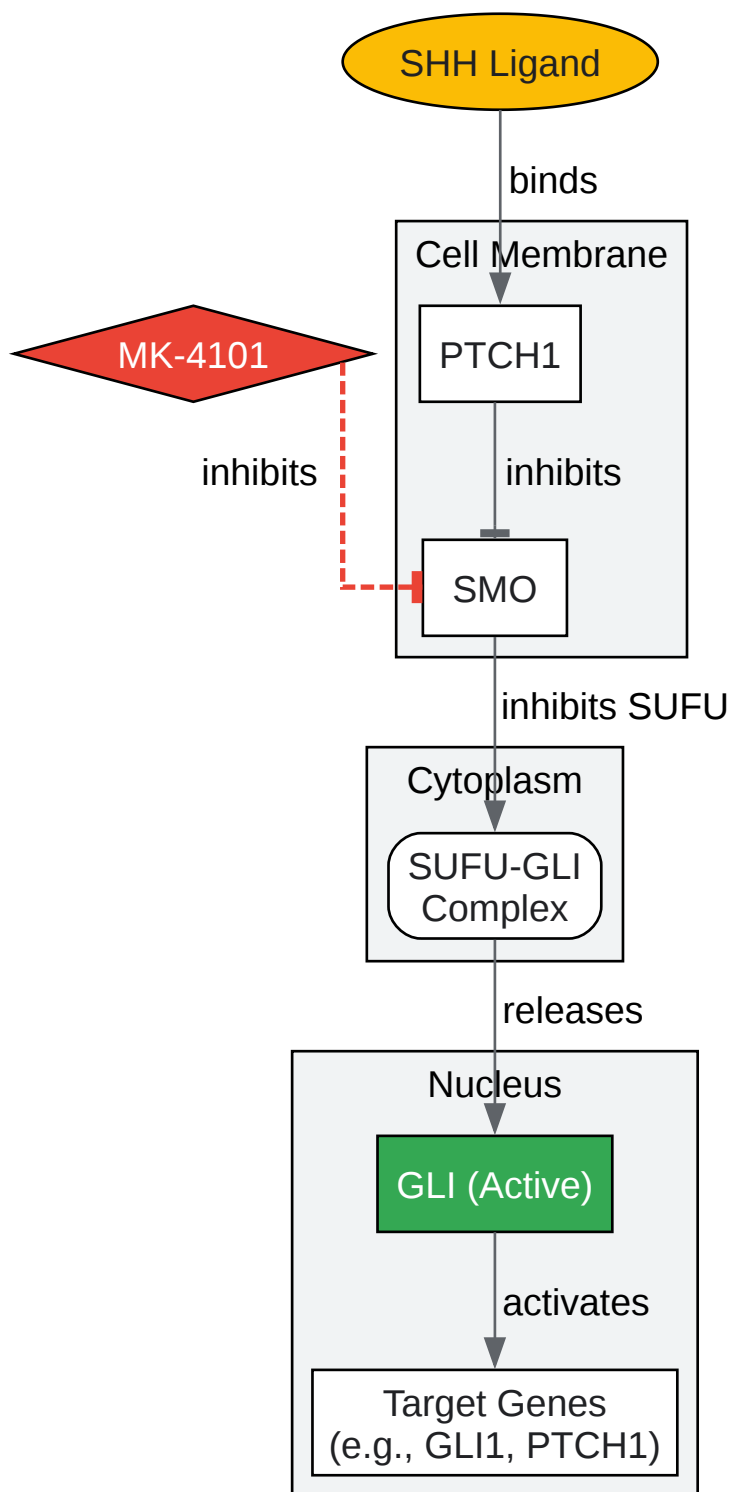 SHH Ligand
binds
Cell Membrane
PTCH1
MK-4101
inhibits
inhibits
SMO
inhibits SUFU
Cytoplasm
SUFU-GLI
Complex
releases
Nucleus
GLI (Active)
activates
Target Genes
(e.g., GLI1, PTCH1)